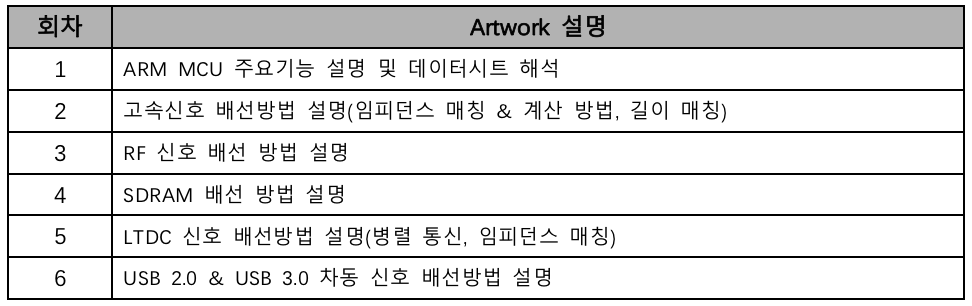 회차 Artwork 설명
1 ARM MCU 주요기능 설명 및 데이터시트 해석
2 고속신호 배선방법 설명(임피던스 매칭 & 계산 방법, 길이 매칭)
3 RF 신호 배선 방법 설명
4 SDRAM 배선 방법 설명
5 LTDC 신호 배선방법 설명(병렬 통신, 임피던스 매칭)
6 USB 2.0 & USB 3.0 차동 신호 배선방법 설명